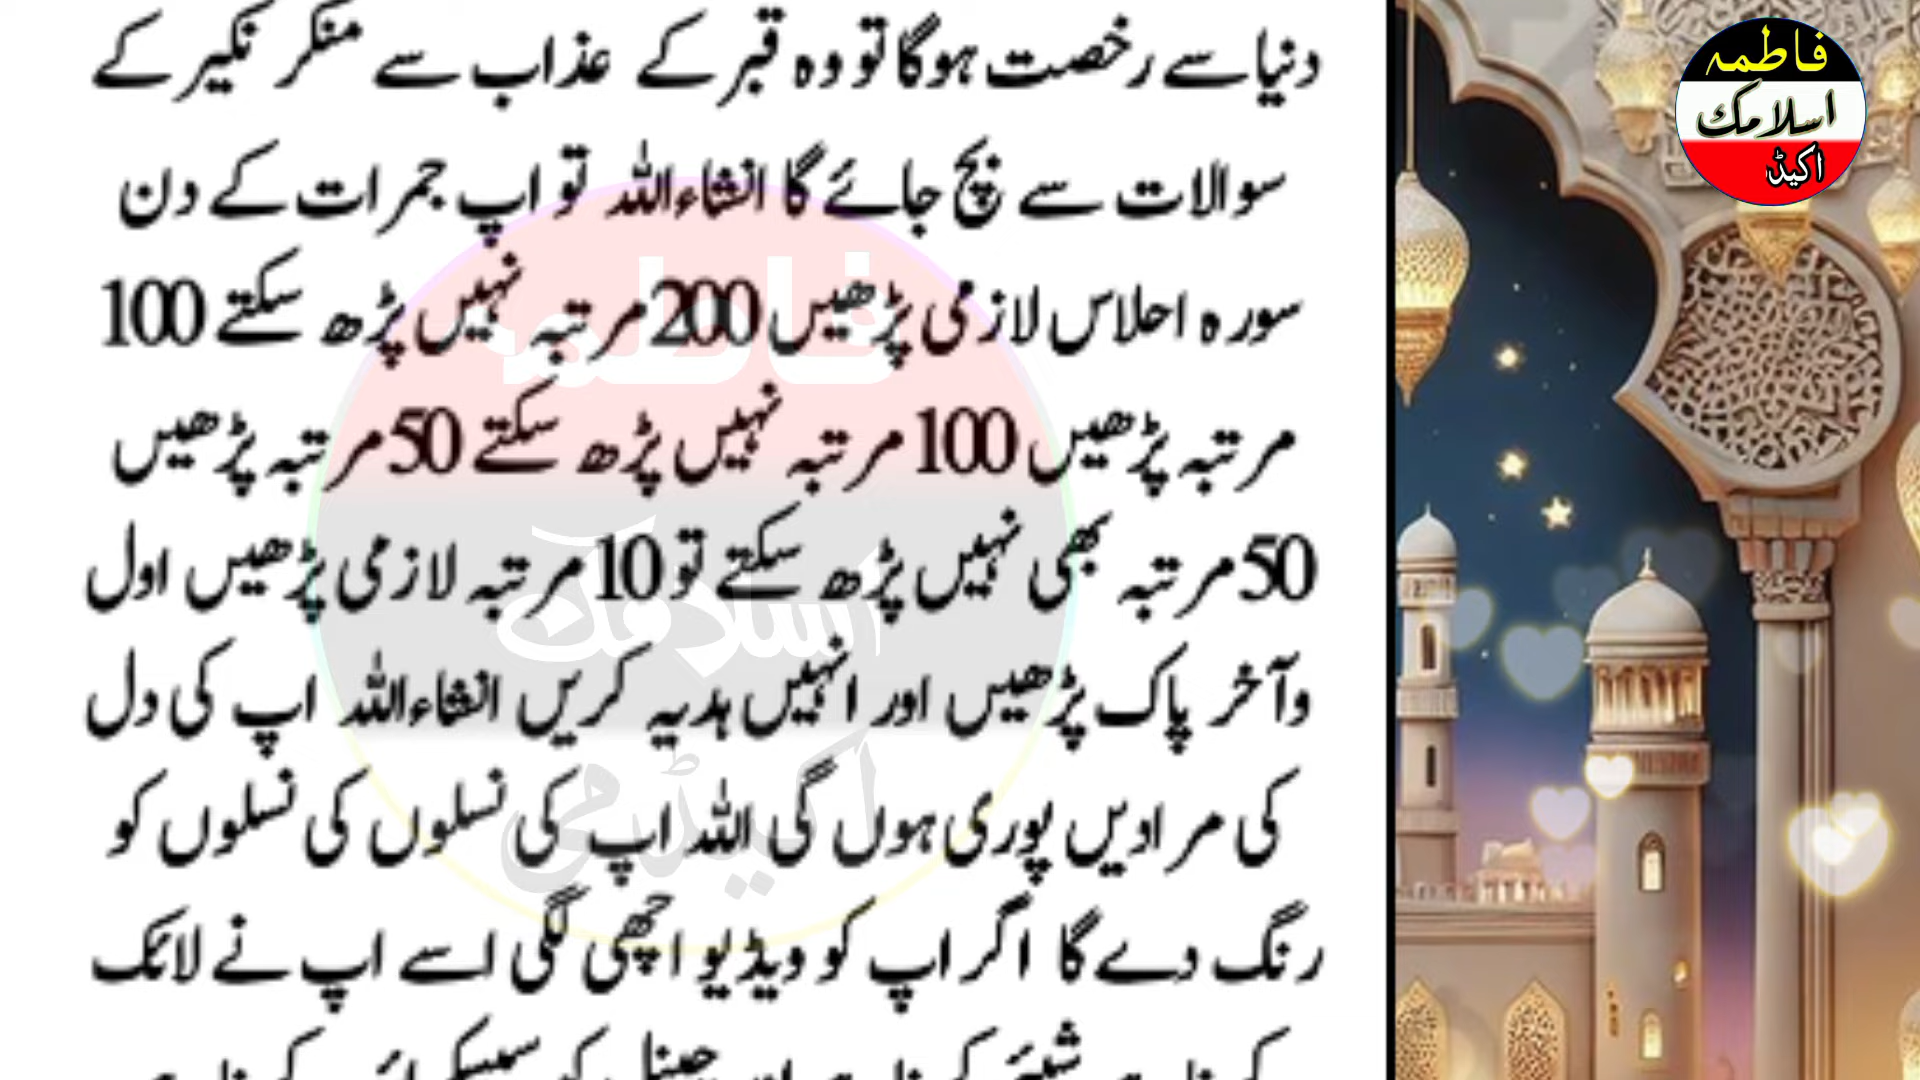 دنیا سے رخصت ہوگا تو وہ قبر کے عذاب سے منکر نکیر کے
سوالات سے بچ جائے گا انشاءاللہ تو اپ جمرات کے دن
سورہ احلاس لازمی پڑھیں 200 مرتبہ نہیں پڑھ سکتے 100
مرتبہ پڑھیں 100 مرتبہ نہیں پڑھ سکتے 50 مرتبہ پڑھیں
50 مرتبہ بھی نہیں پڑھ سکتے تو 10 مرتبہ لازمی پڑھیں اول
وآخر پاک پڑھیں اور انہیں ہدیہ کریں انشاءاللہ اپ کی دل
کی مرادیں پوری ہوں گی اللہ اپ کی نسلوں کی نسلوں کو
رنگ دے گا اگر اپ کو ویڈیو اچھی لگی اسے اپ نے لائک
فاطمہ
اسلامک
اکیڈ
فاطمہ
اسلامک
اکیڈمی